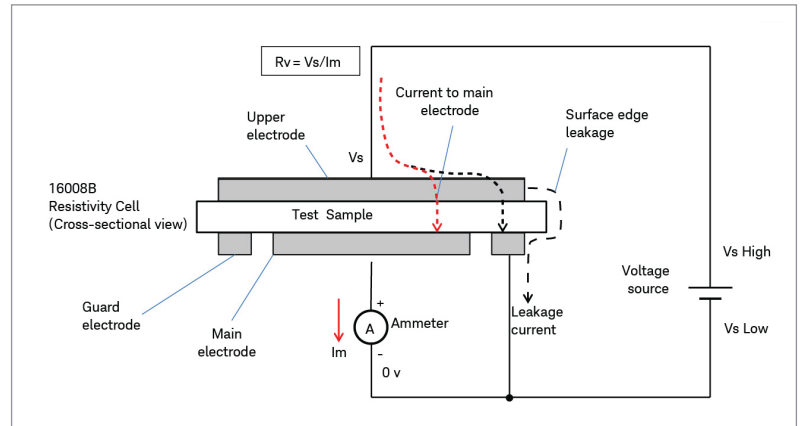 Rv = Vs/Im
Current to main
electrode
Surface edge
leakage
Upper
electrode
Vs
16008B
Resistivity Cell
(Cross-sectional view)
Test Sample
Vs High
Voltage
source
Guard
electrode
Main
electrode
+
A
Ammeter
Leakage
current
Im
-
0 v
Vs Low